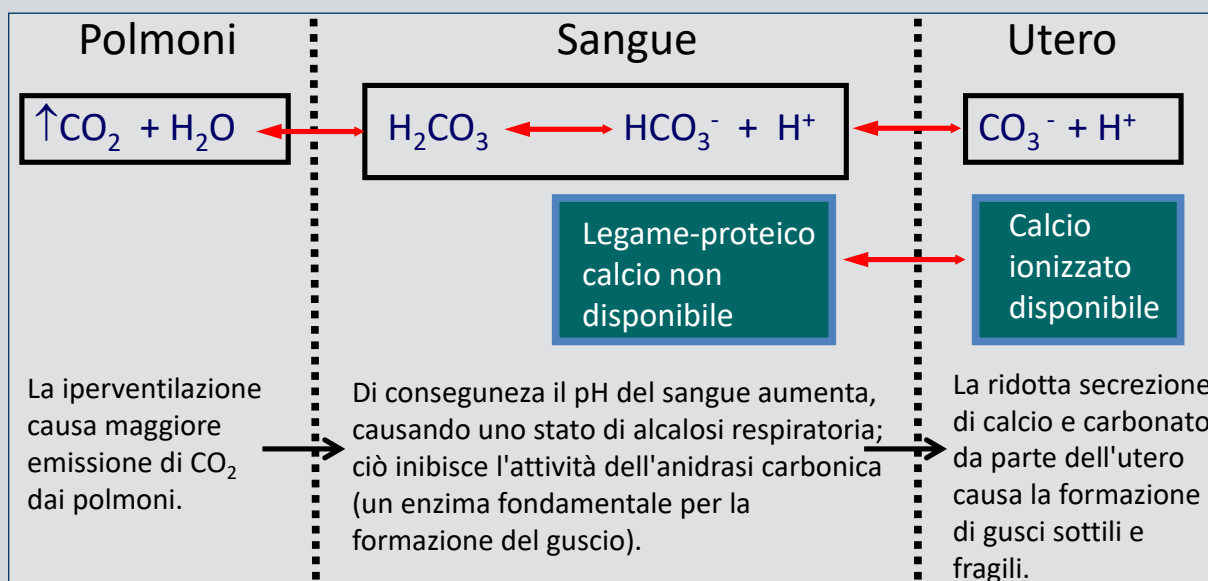 Polmoni
Sangue
Utero
↑CO₂ + H₂O
H₂CO₃
HCO₃⁻ + H⁺
CO₃⁻ + H⁺
Legame-proteico
calcio non
disponibile
Calcio
ionizzato
disponibile
La iperventilazione
causa maggiore
emissione di CO₂
dai polmoni.
Di conseguneza il pH del sangue aumenta,
causando uno stato di alcalosi respiratoria;
ciò inibisce l'attività dell'anidrasi carbonica
(un enzima fondamentale per la
formazione del guscio).
La ridotta secrezione
di calcio e carbonato
da parte dell'utero
causa la formazione
di gusci sottili e
fragili.